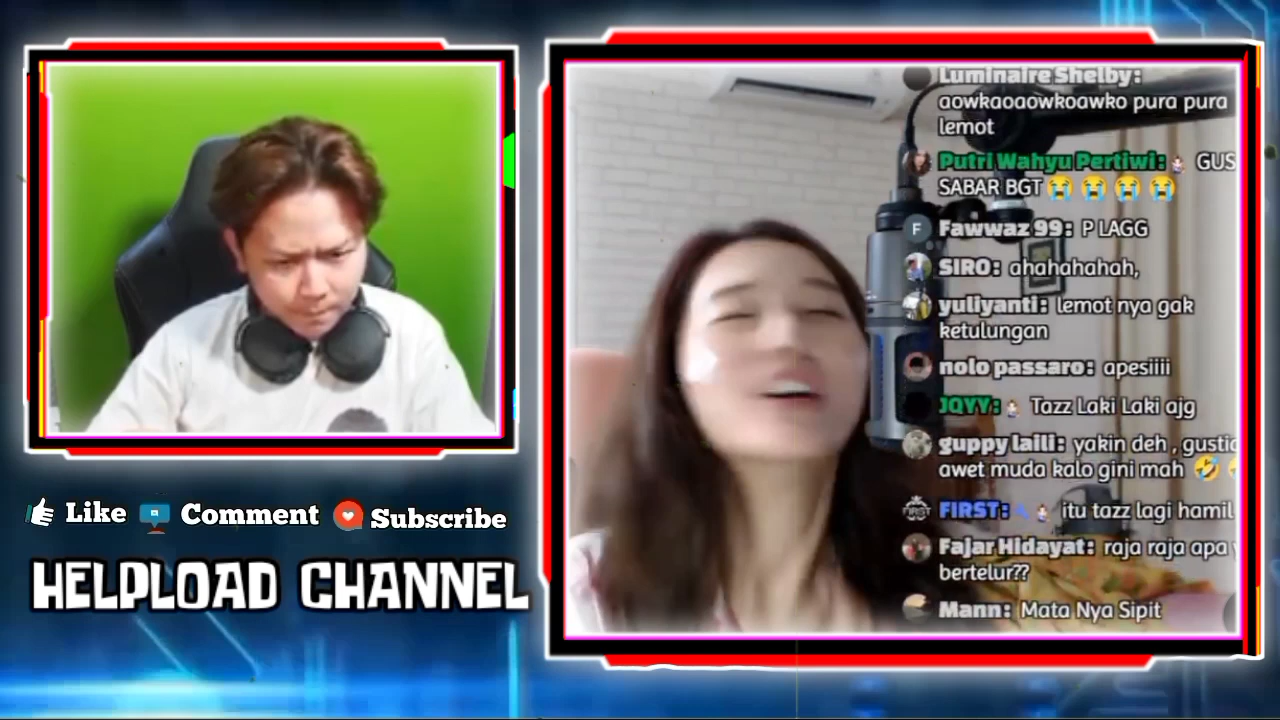 Like Comment Subscribe
HELPLOAD CHANNEL
Luminaire Shelby:
aowkaoaowkoawko pura pura
lemot
Putri Wahyu Pertiwi: GUS
SABAR BGT 😭 😭 😭 😭
F Fawwaz 99: P LAGG
SIRO: ahahahahah,
yuliyanti: lemot nya gak
ketulungan
nolo passaro: apesiiii
JQYY: Tazz Laki Laki ajg
guppy laili: yakin deh , gustic
awet muda kalo gini mah 🤣
FIRST FIRST: itu tazz lagi hamil
Fajar Hidayat: raja raja apa
bertelur??
Mann: Mata Nya Sipit